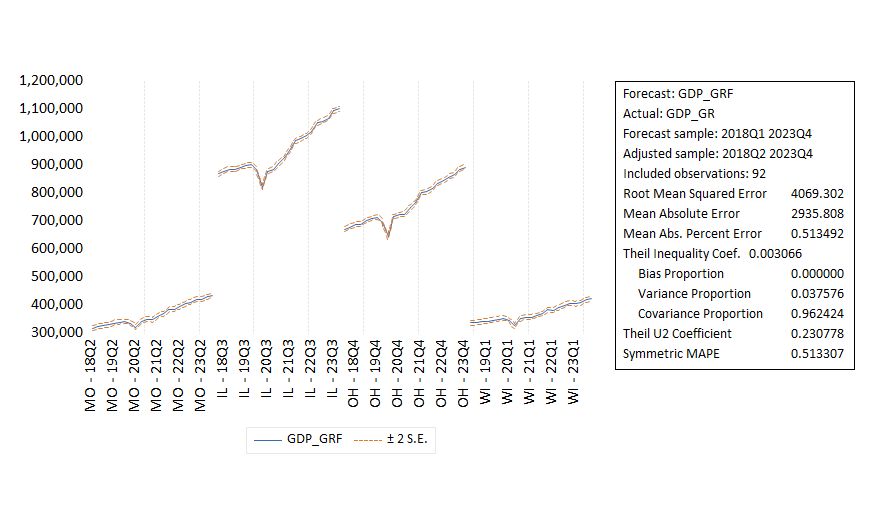 1,200,000
1,100,000
1,000,000
900,000
800,000
700,000
600,000
500,000
400,000
300,000
MO - 18Q2
MO - 19Q2
MO - 20Q2
MO - 21Q2
MO - 22Q2
MO - 23Q2
IL - 18Q3
IL - 19Q3
IL - 20Q3
IL - 21Q3
IL - 22Q3
IL - 23Q3
OH - 18Q4
OH - 19Q4
OH - 20Q4
OH - 21Q4
OH - 22Q4
OH - 23Q4
WI - 19Q1
WI - 20Q1
WI - 21Q1
WI - 22Q1
WI - 23Q1
GDP_GRF ± 2 S.E.
Forecast: GDP_GRF
Actual: GDP_GR
Forecast sample: 2018Q1 2023Q4
Adjusted sample: 2018Q2 2023Q4
Included observations: 92
Root Mean Squared Error 4069.302
Mean Absolute Error 2935.808
Mean Abs. Percent Error 0.513492
Theil Inequality Coef. 0.003066
Bias Proportion 0.000000
Variance Proportion 0.037576
Covariance Proportion 0.962424
Theil U2 Coefficient 0.230778
Symmetric MAPE 0.513307